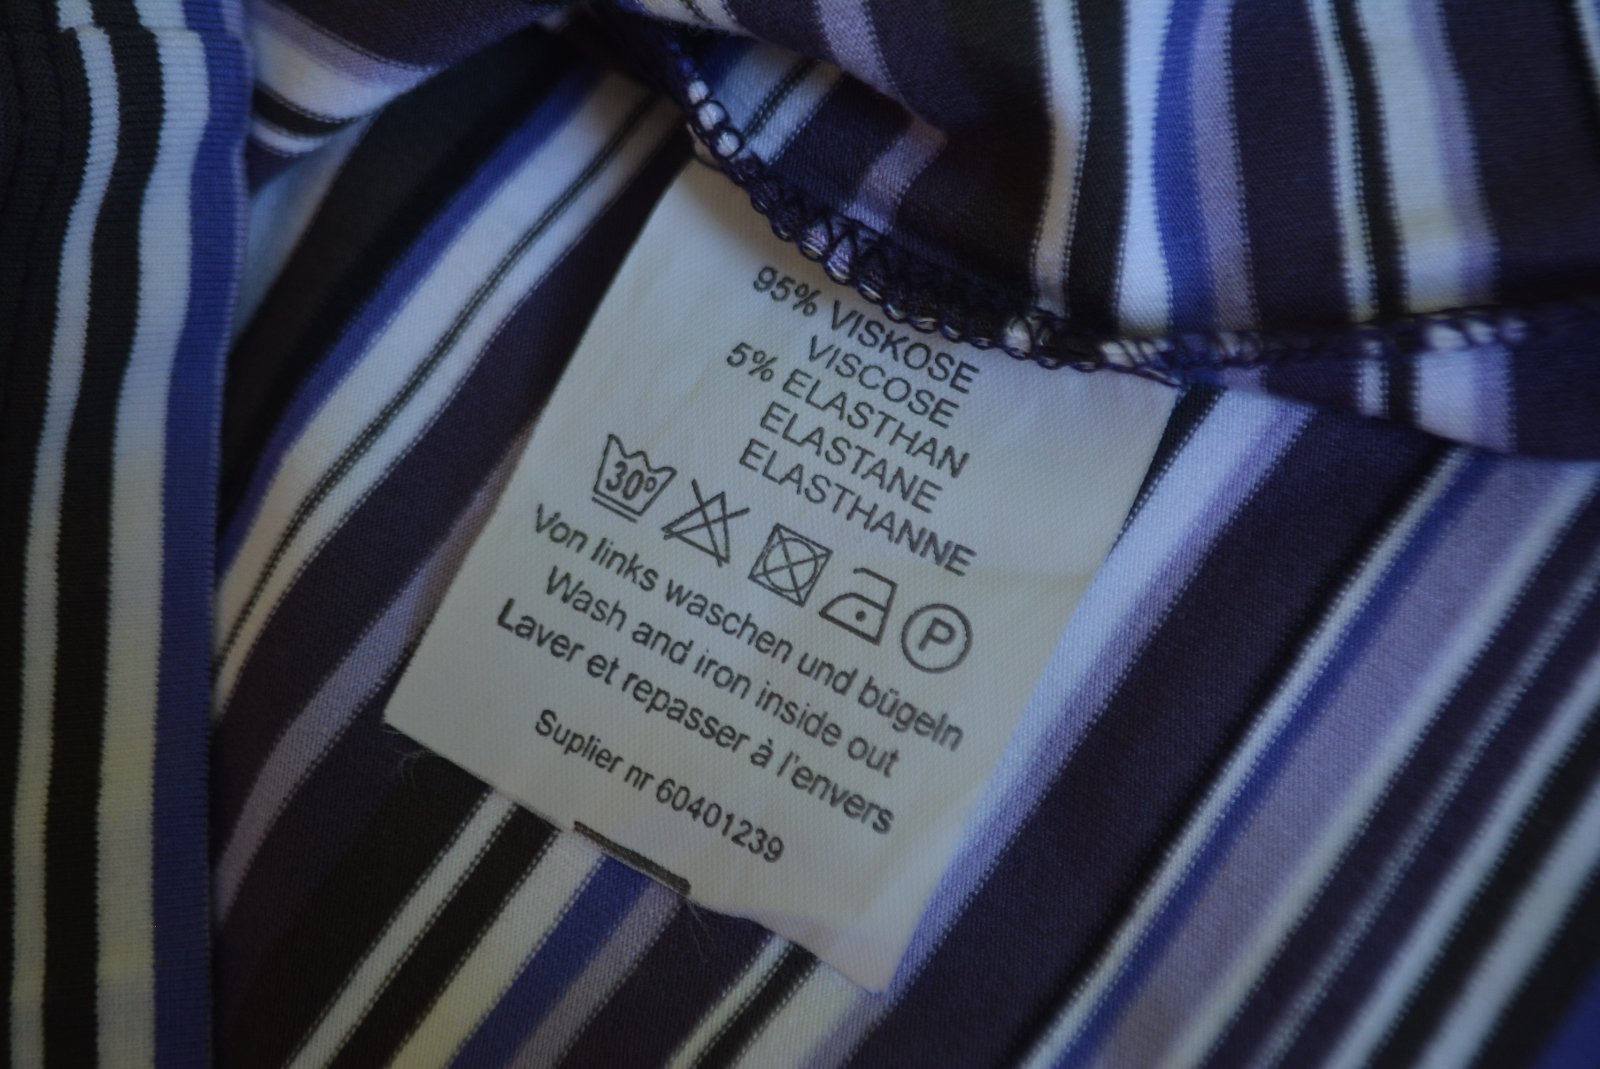 95% VISKOSE
VISCOSE
5% ELASTHAN
ELASTANE
ELASTHANNE
30°
P
Von links waschen und bügeln
Wash and iron inside out
Laver et repasser à l'envers
Suplier nr 60401239